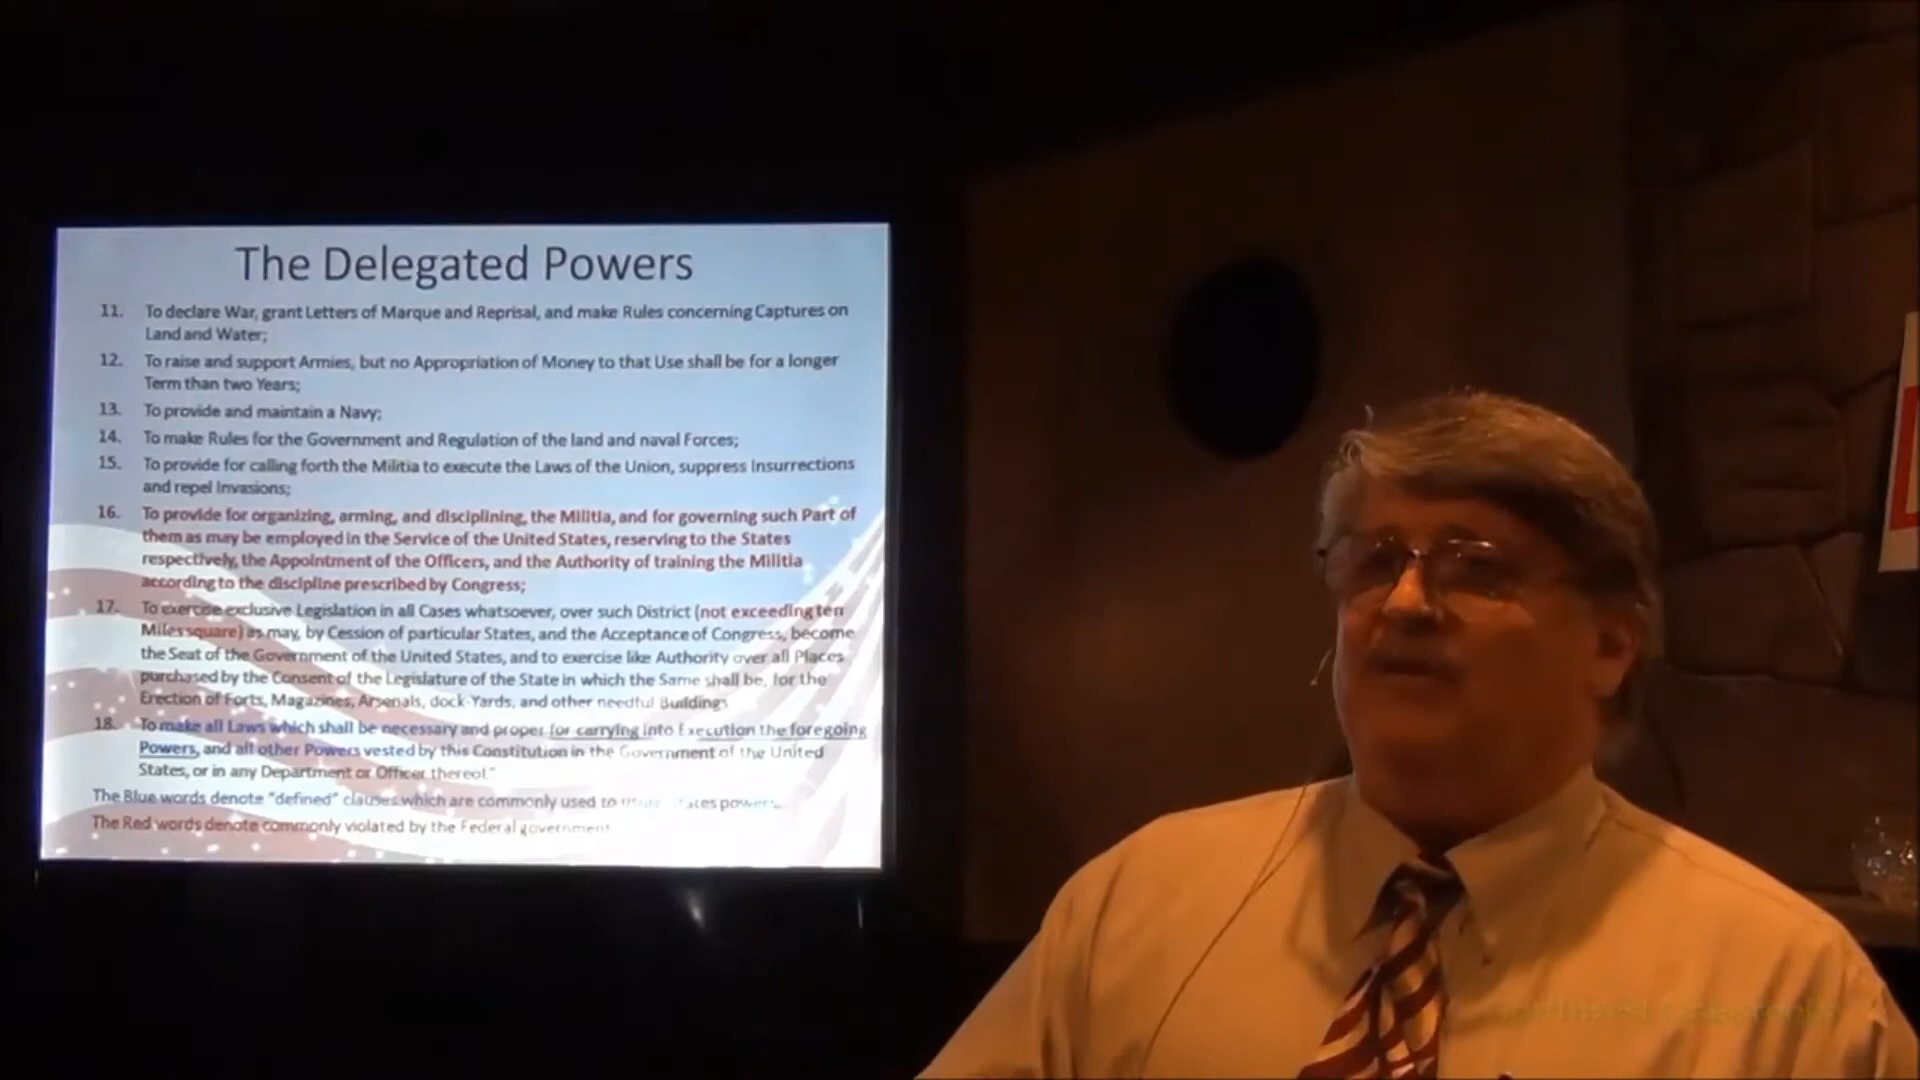 The Delegated Powers
11. To declare War, grant Letters of Marque and Reprisal, and make Rules concerning Captures on
Land and Water;
12. To raise and support Armies, but no Appropriation of Money to that Use shall be for a longer
Term than two Years;
13. To provide and maintain a Navy;
14. To make Rules for the Government and Regulation of the land and naval Forces;
15. To provide for calling forth the Militia to execute the Laws of the Union, suppress Insurrections
and repel Invasions;
16. To provide for organizing, arming, and disciplining, the Militia, and for governing such Part of
them as may be employed in the Service of the United States, reserving to the States
respectively, the Appointment of the Officers, and the Authority of training the Militia
according to the discipline prescribed by Congress;
17. To exercise exclusive Legislation in all Cases whatsoever, over such District (not exceeding ten
Miles square) as may, by Cession of particular States, and the Acceptance of Congress, become
the Seat of the Government of the United States, and to exercise like Authority over all Places
purchased by the Consent of the Legislature of the State in which the Same shall be, for the
Erection of Forts, Magazines, Arsenals, dock-Yards, and other needful Buildings
18. To make all Laws which shall be necessary and proper for carrying into Execution the foregoing
Powers, and all other Powers vested by this Constitution in the Government of the United
States, or in any Department or Officer thereof."
The Blue words denote "defined" clauses which are commonly used to
The Red words denote commonly violated by the Federal government